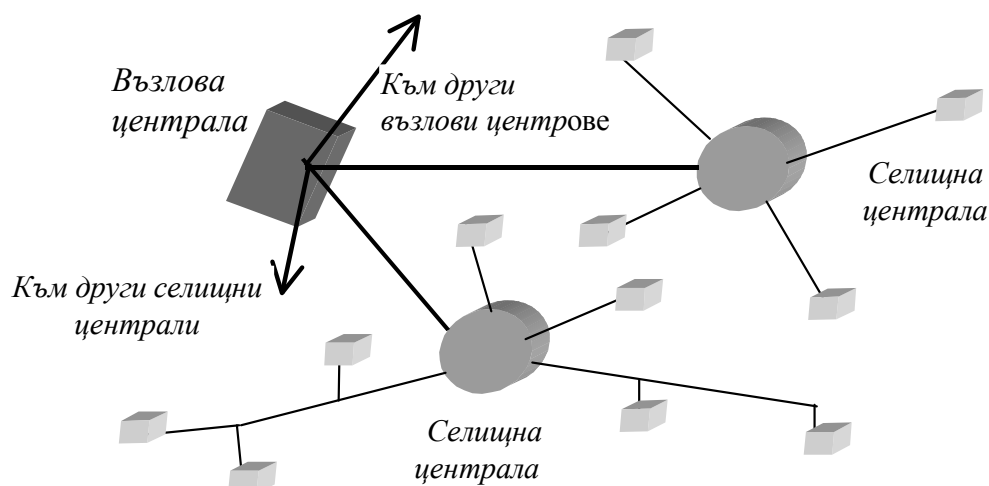 Възлова
централа
Към други
възлови центрове
Селищна
централа
Към други селищни
централи
Селищна
централа